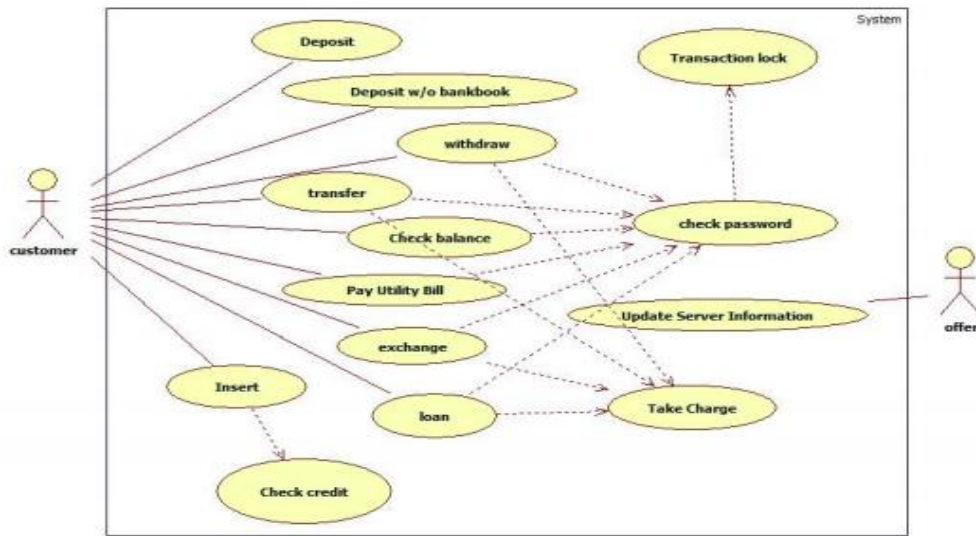 System
Deposit
Transaction lock
Deposit w/o bankbook
withdraw
transfer
check password
customer
Check balance
Pay Utility Bill
Update Server Information
offer
exchange
Insert
loan
Take Charge
Check credit